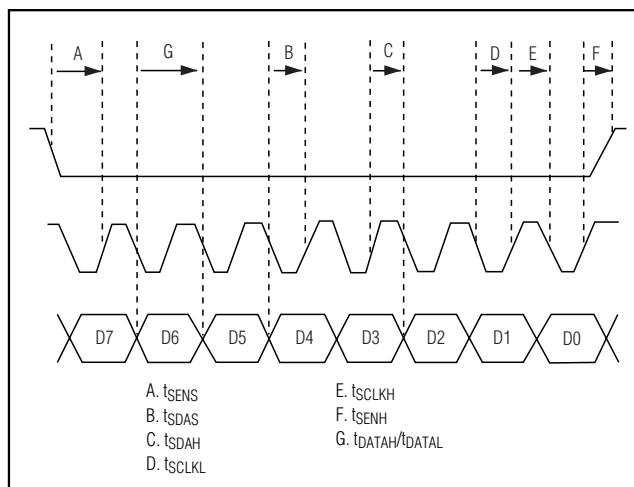 A G B C D E F
D7 D6 D5 D4 D3 D2 D1 D0
A. tSENS
B. tSDAS
C. tSDAH
D. tSCLKL
E. tSCLKH
F. tSENH
G. tDATAH/tDATAL